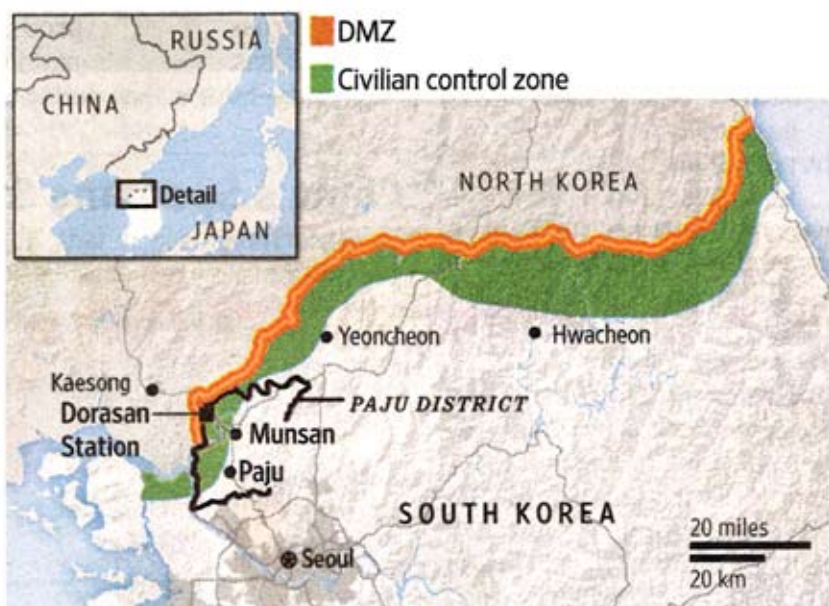 RUSSIA
CHINA
Detail
JAPAN
DMZ
Civilian control zone
NORTH KOREA
Yeoncheon
Hwacheon
Kaesong
Dorasan
Station
PAJU DISTRICT
Munsan
Paju
SOUTH KOREA
Seoul
20 miles
20 km